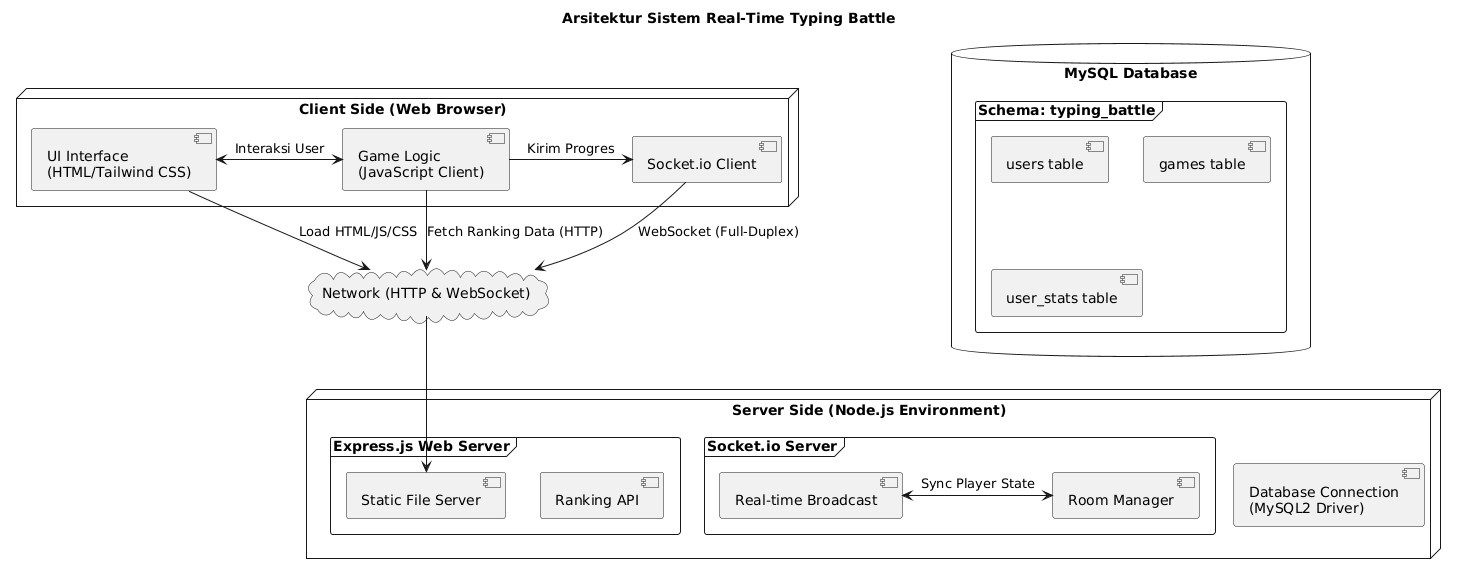 Arsitektur Sistem Real-Time Typing Battle
Client Side (Web Browser)
UI Interface
(HTML/Tailwind CSS)
Interaksi User
Game Logic
(JavaScript Client)
Kirim Progres
Socket.io Client
Load HTML/JS/CSS
Fetch Ranking Data (HTTP)
WebSocket (Full-Duplex)
Network (HTTP & WebSocket)
MySQL Database
Schema: typing_battle
users table
games table
user_stats table
Server Side (Node.js Environment)
Express.js Web Server
Static File Server
Ranking API
Socket.io Server
Real-time Broadcast
Sync Player State
Room Manager
Database Connection
(MySQL2 Driver)